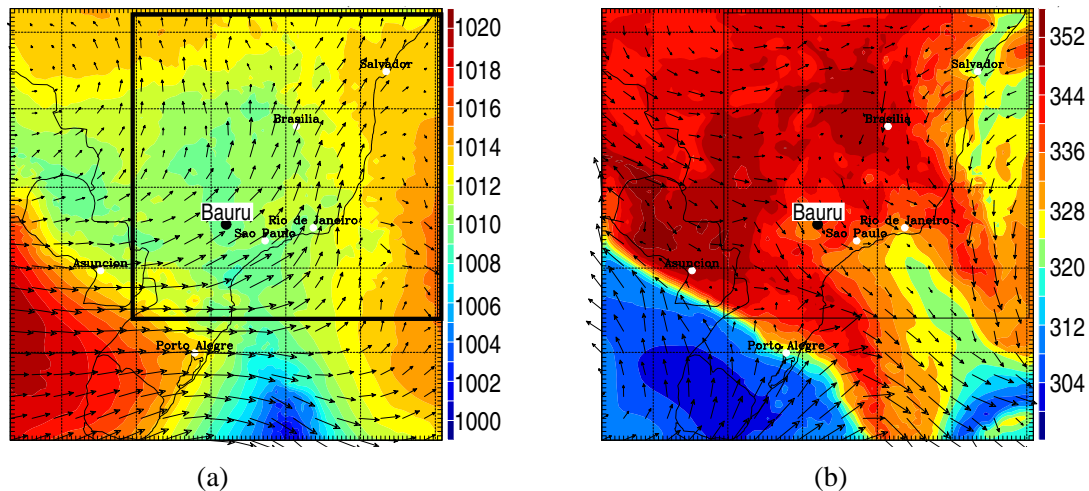 1020
1018
1016
1014
1012
1010
1008
1006
1004
1002
1000
Salvador
Brasilia
Bauru
Rio de Janeiro
Sao Paulo
Asuncion
Porto Alegre
(a)
352
344
336
328
320
312
304
Salvador
Brasilia
Bauru
Rio de Janeiro
Sao Paulo
Asuncion
Porto Alegre
(b)